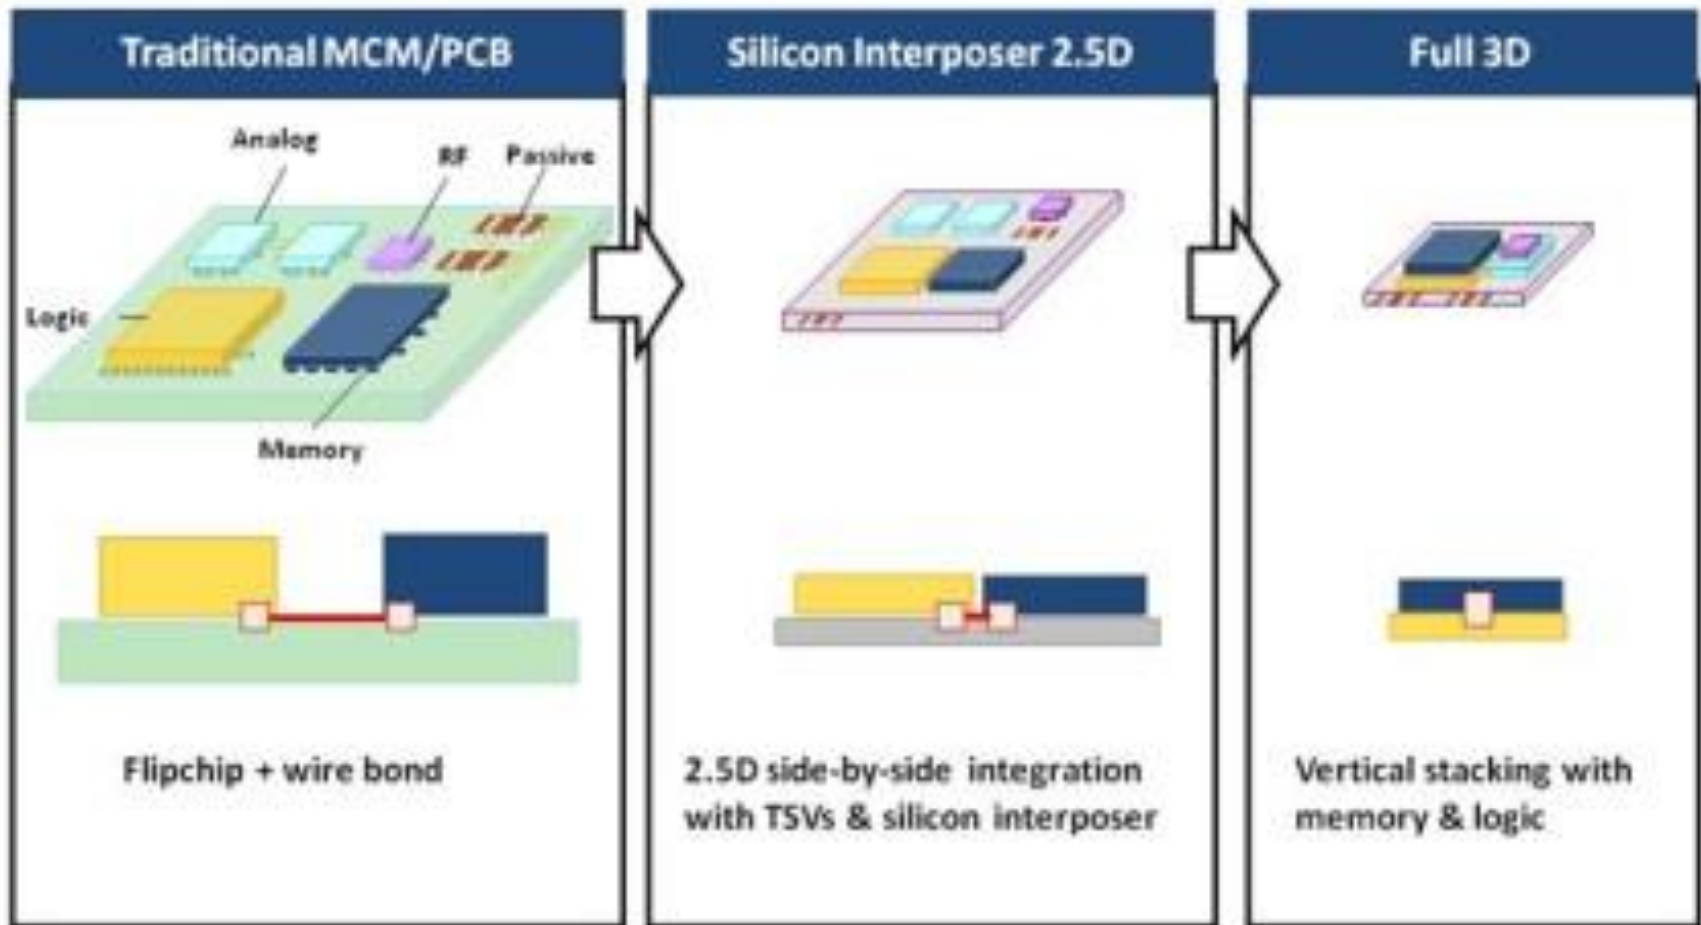 Traditional MCM/PCB
Silicon Interposer 2.5D
Full 3D
Analog
RF
Passive
Logic
Memory
Flipchip + wire bond
2.5D side-by-side integration
with TSVs & silicon interposer
Vertical stacking with
memory & logic